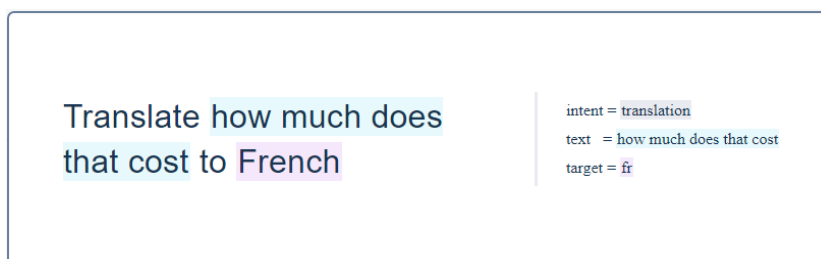 Translate how much does
that cost to French
intent = translation
text = how much does that cost
target = fr